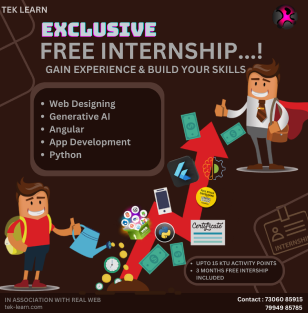 TEK LEARN
EXCLUSIVE
FREE INTERNSHIP...!
GAIN EXPERIENCE & BUILD YOUR SKILLS
• Web Designing
• Generative AI
• Angular
• App Development
• Python
Certificate
INTERNSHIP
• UPTO 15 KTU ACTIVITY POINTS
• 3 MONTHS FREE INTERSHIP
INCLUDED
IN ASSOCIATION WITH REAL WEB
tek-learn.com
Contact : 73060 85915
79949 85785